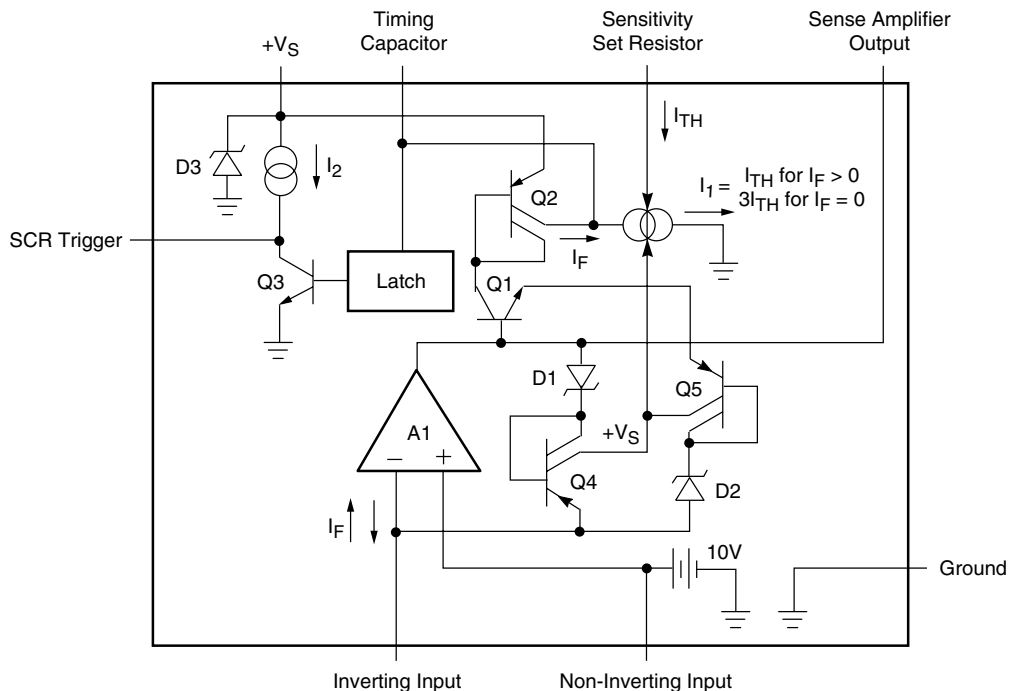 Timing
Capacitor
Sensitivity
Set Resistor
Sense Amplifier
Output
+VS
ITH
D3
I2
Q2
I1 = ITH for IF > 0
3ITH for IF = 0
SCR Trigger
IF
Q3
Latch
Q1
D1
Q5
A1
+VS
− +
Q4
D2
IF
10V
Ground
Inverting Input
Non-Inverting Input